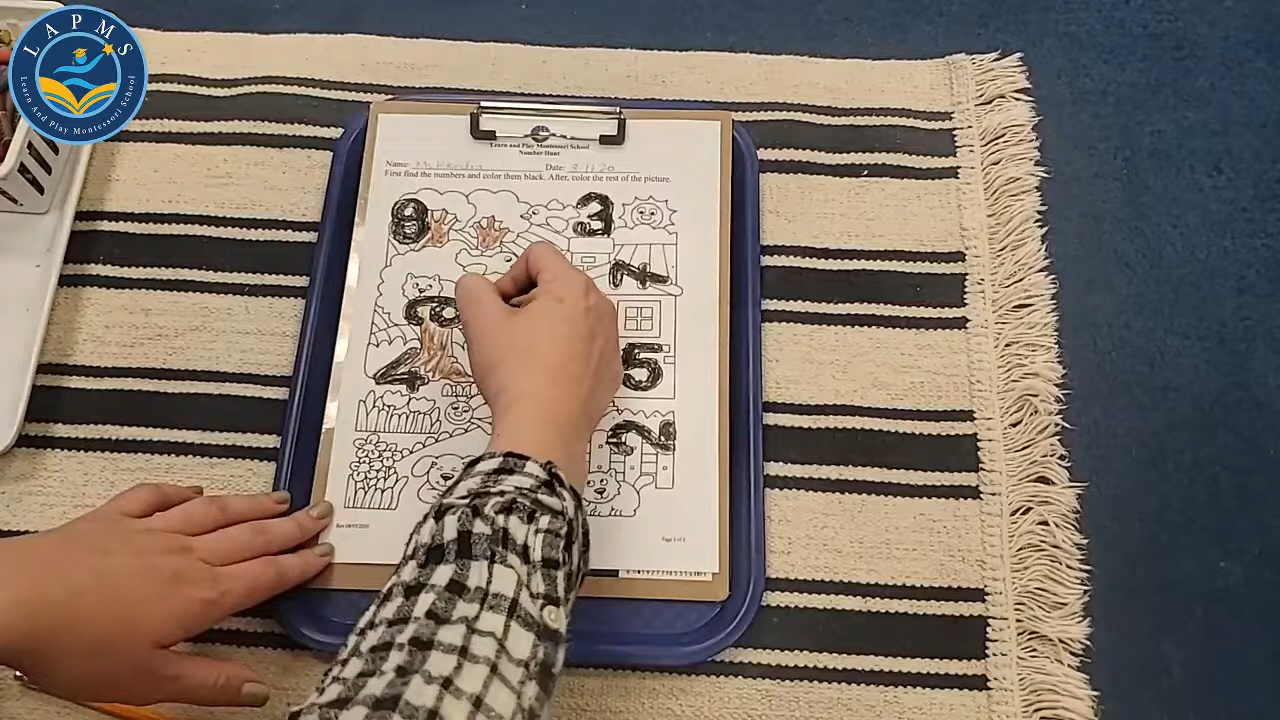 LAPMS
Learn And Play Montessori School
Learn and Play Montessori School
Number Hunt
Name: Date:
First find the numbers and color them black. After, color the rest of the picture.
8
3
5
2
Page 1 of 1